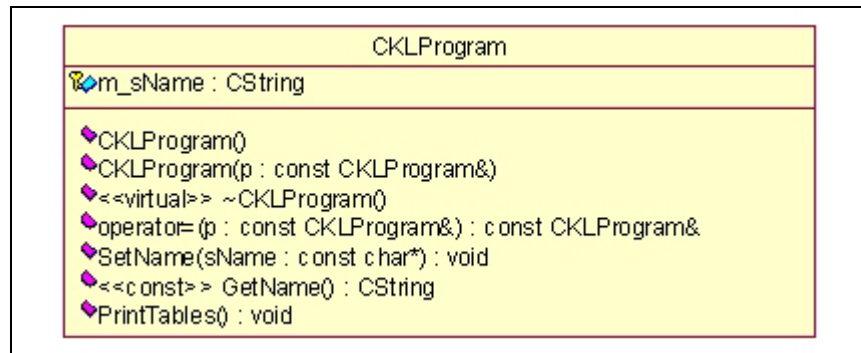 CKLProgram
m_sName : CString
CKLProgram()
CKLProgram(p : const CKLProgram&)
<<virtual>> ~CKLProgram()
operator=(p : const CKLProgram&) : const CKLProgram&
SetName(sName : const char*) : void
<<const>> GetName() : CString
PrintTables() : void